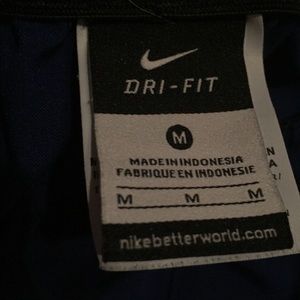 DRI-FIT
M
MADE IN INDONESIA
FABRIQUE EN INDONESIE
M M M
nikebetterworld.com